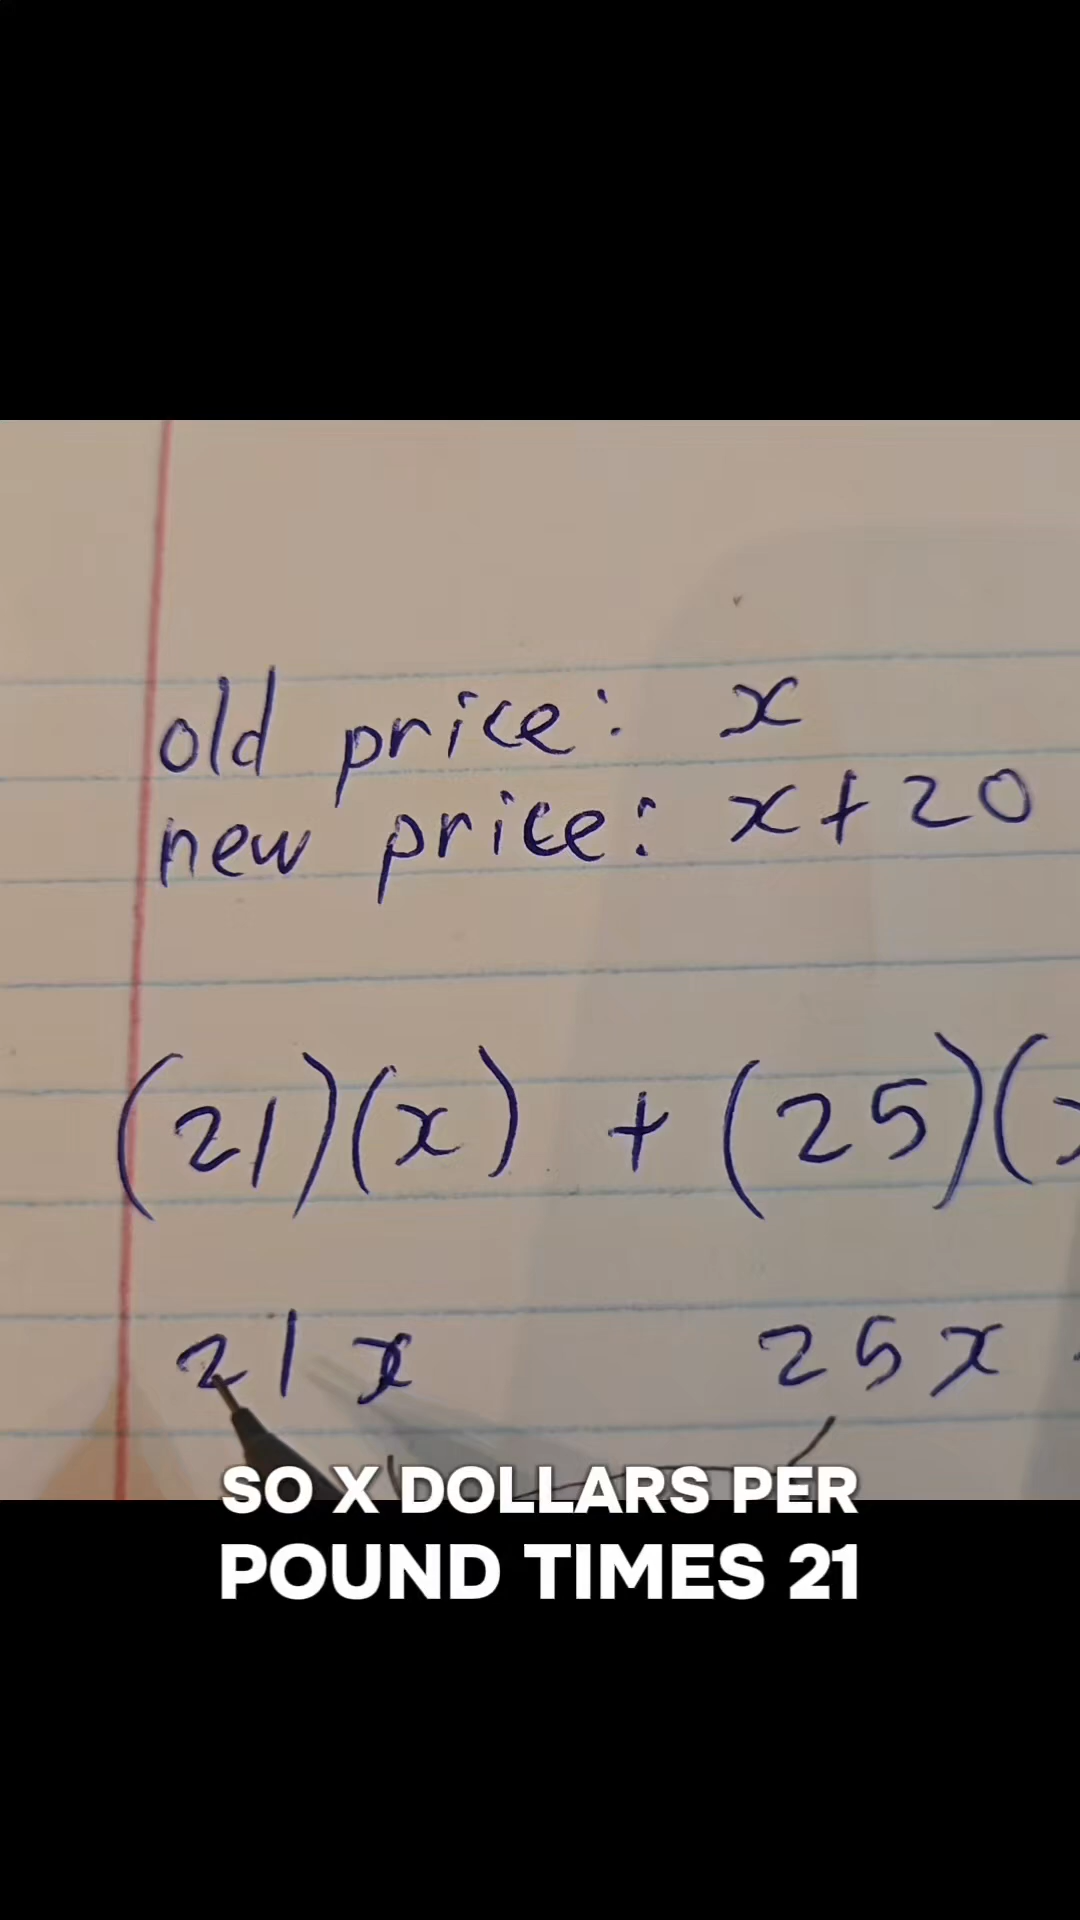 old price: x
new price: x + 20
(21)(x) + (25)(x
21x 25x
SO X DOLLARS PER
POUND TIMES 21